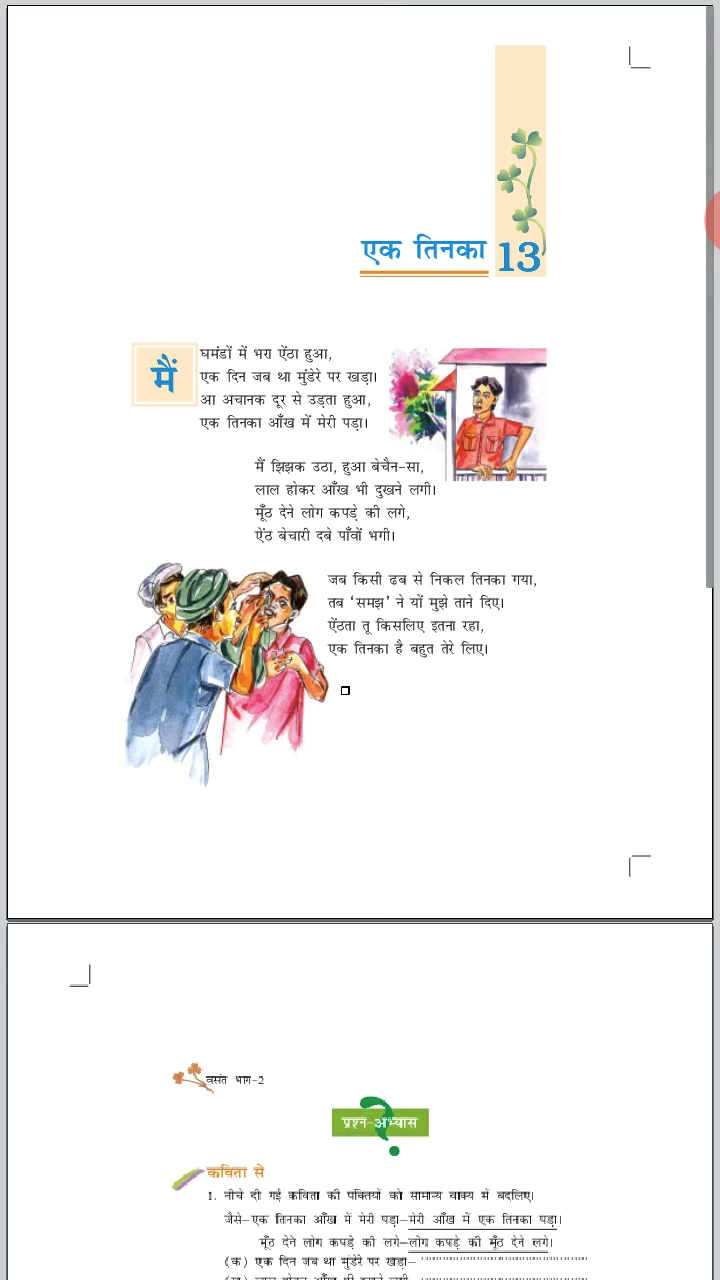 एक तिनका 13
मैं घमंडों में भरा ऐंठा हुआ,
एक दिन जब था मुंडेरे पर खड़ा।
आ अचानक दूर से उड़ता हुआ,
एक तिनका आँख में मेरी पड़ा।
मैं झिझक उठा, हुआ बेचैन-सा,
लाल होकर आँख भी दुखने लगी।
मूँठ देने लोग कपड़े की लगे,
ऐंठ बेचारी दबे पाँवों भगी।
जब किसी ढब से निकल तिनका गया,
तब ‘समझ’ ने यों मुझे ताने दिए।
ऐंठता तू किसलिए इतना रहा,
एक तिनका है बहुत तेरे लिए।
वसंत भाग-2
प्रश्न-अभ्यास
?
कविता से
1. नीचे दी गई कविता की पंक्तियों को सामान्य वाक्य में बदलिए।
जैसे-एक तिनका आँख में मेरी पड़ा-मेरी आँख में एक तिनका पड़ा।
मूँठ देने लोग कपड़े की लगे-लोग कपड़े की मूँठ देने लगे।
(क) एक दिन जब था मुंडेरे पर खड़ा- ................................